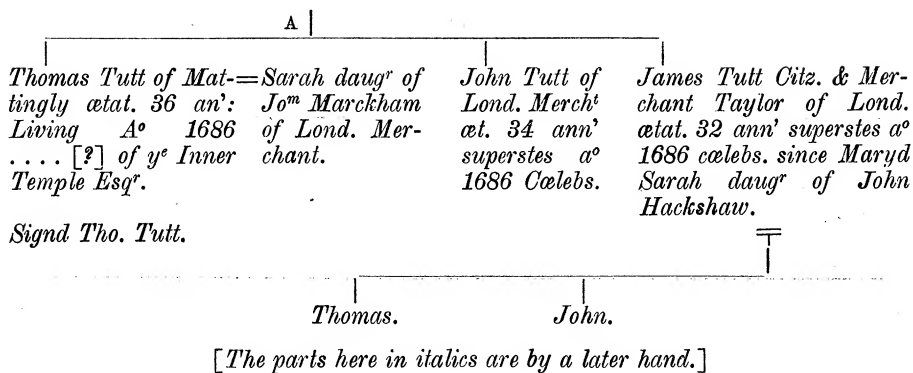 A
Thomas Tutt of Mat-
tingly ætat. 36 an':
Living Aº 1686
.... [?] of yᵉ Inner
Temple Esqʳ.
=Sarah daugʳ of
Joᵐ Marckham
of Lond. Mer-
chant.
John Tutt of
Lond. Merchᵗ
æt. 34 ann'
superstes aº
1686 Cœlebs.
James Tutt Citz. & Mer-
chant Taylor of Lond.
ætat. 32 ann' superstes aº
1686 cœlebs. since Maryd
Sarah daugʳ of John
Hackshaw.
Signd Tho. Tutt.
Thomas.
John.
[The parts here in italics are by a later hand.]